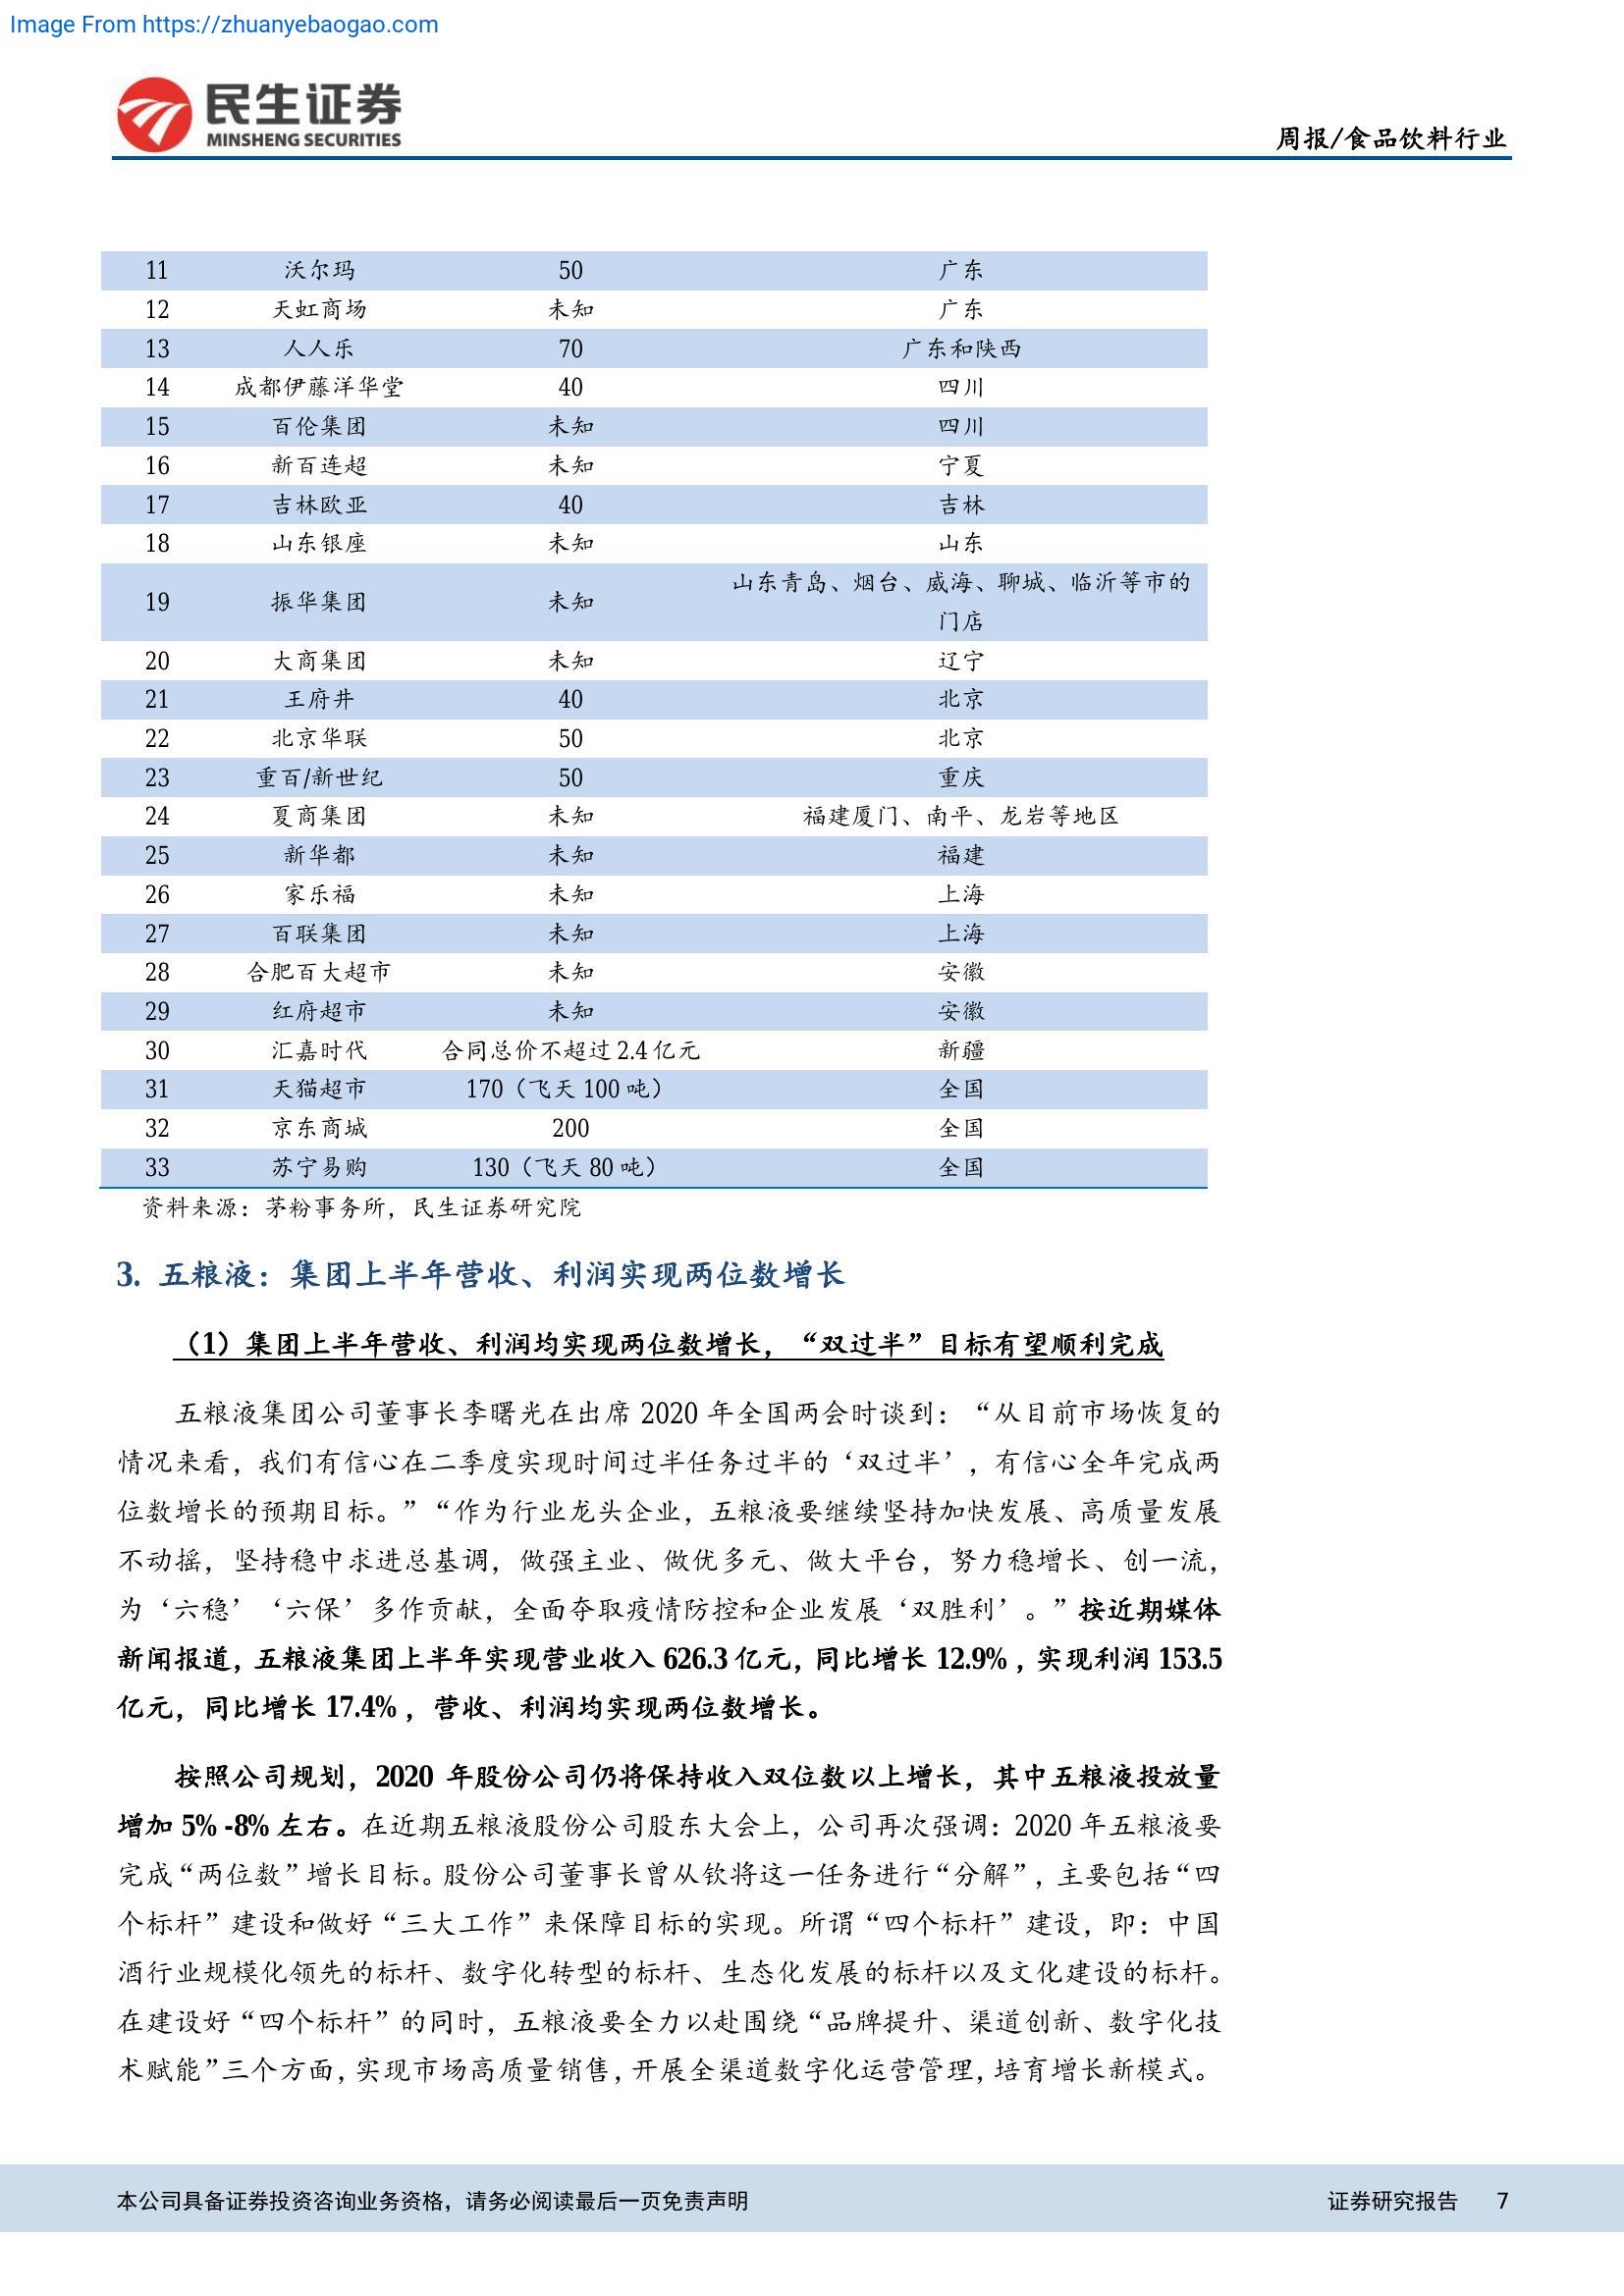 Image From https://zhuanyebaogao.com
民生证券
MINSHENG SECURITIES
周报/食品饮料行业
11 沃尔玛 50 广东
12 天虹商场 未知 广东
13 人人乐 70 广东和陕西
14 成都伊藤洋华堂 40 四川
15 百伦集团 未知 四川
16 新百连超 未知 宁夏
17 吉林欧亚 40 吉林
18 山东银座 未知 山东
19 振华集团 未知 山东青岛、烟台、威海、聊城、临沂等市的
门店
20 大商集团 未知 辽宁
21 王府井 40 北京
22 北京华联 50 北京
23 重百/新世纪 50 重庆
24 夏商集团 未知 福建厦门、南平、龙岩等地区
25 新华都 未知 福建
26 家乐福 未知 上海
27 百联集团 未知 上海
28 合肥百大超市 未知 安徽
29 红府超市 未知 安徽
30 汇嘉时代 合同总价不超过 2.4 亿元 新疆
31 天猫超市 170（飞天 100 吨） 全国
32 京东商城 200 全国
33 苏宁易购 130（飞天 80 吨） 全国
资料来源：茅粉事务所，民生证券研究院
3. 五粮液：集团上半年营收、利润实现两位数增长
（1）集团上半年营收、利润均实现两位数增长，“双过半”目标有望顺利完成
五粮液集团公司董事长李曙光在出席 2020 年全国两会时谈到：“从目前市场恢复的
情况来看，我们有信心在二季度实现时间过半任务过半的‘双过半’，有信心全年完成两
位数增长的预期目标。”“作为行业龙头企业，五粮液要继续坚持加快发展、高质量发展
不动摇，坚持稳中求进总基调，做强主业、做优多元、做大平台，努力稳增长、创一流，
为‘六稳’‘六保’多作贡献，全面夺取疫情防控和企业发展‘双胜利’。”按近期媒体
新闻报道，五粮液集团上半年实现营业收入 626.3 亿元，同比增长 12.9%，实现利润 153.5
亿元，同比增长 17.4%，营收、利润均实现两位数增长。
按照公司规划，2020 年股份公司仍将保持收入双位数以上增长，其中五粮液投放量
增加 5%-8%左右。在近期五粮液股份公司股东大会上，公司再次强调：2020 年五粮液要
完成“两位数”增长目标。股份公司董事长曾从钦将这一任务进行“分解”，主要包括“四
个标杆”建设和做好“三大工作”来保障目标的实现。所谓“四个标杆”建设，即：中国
酒行业规模化领先的标杆、数字化转型的标杆、生态化发展的标杆以及文化建设的标杆。
在建设好“四个标杆”的同时，五粮液要全力以赴围绕“品牌提升、渠道创新、数字化技
术赋能”三个方面，实现市场高质量销售，开展全渠道数字化运营管理，培育增长新模式。
本公司具备证券投资咨询业务资格，请务必阅读最后一页免责声明
证券研究报告 7